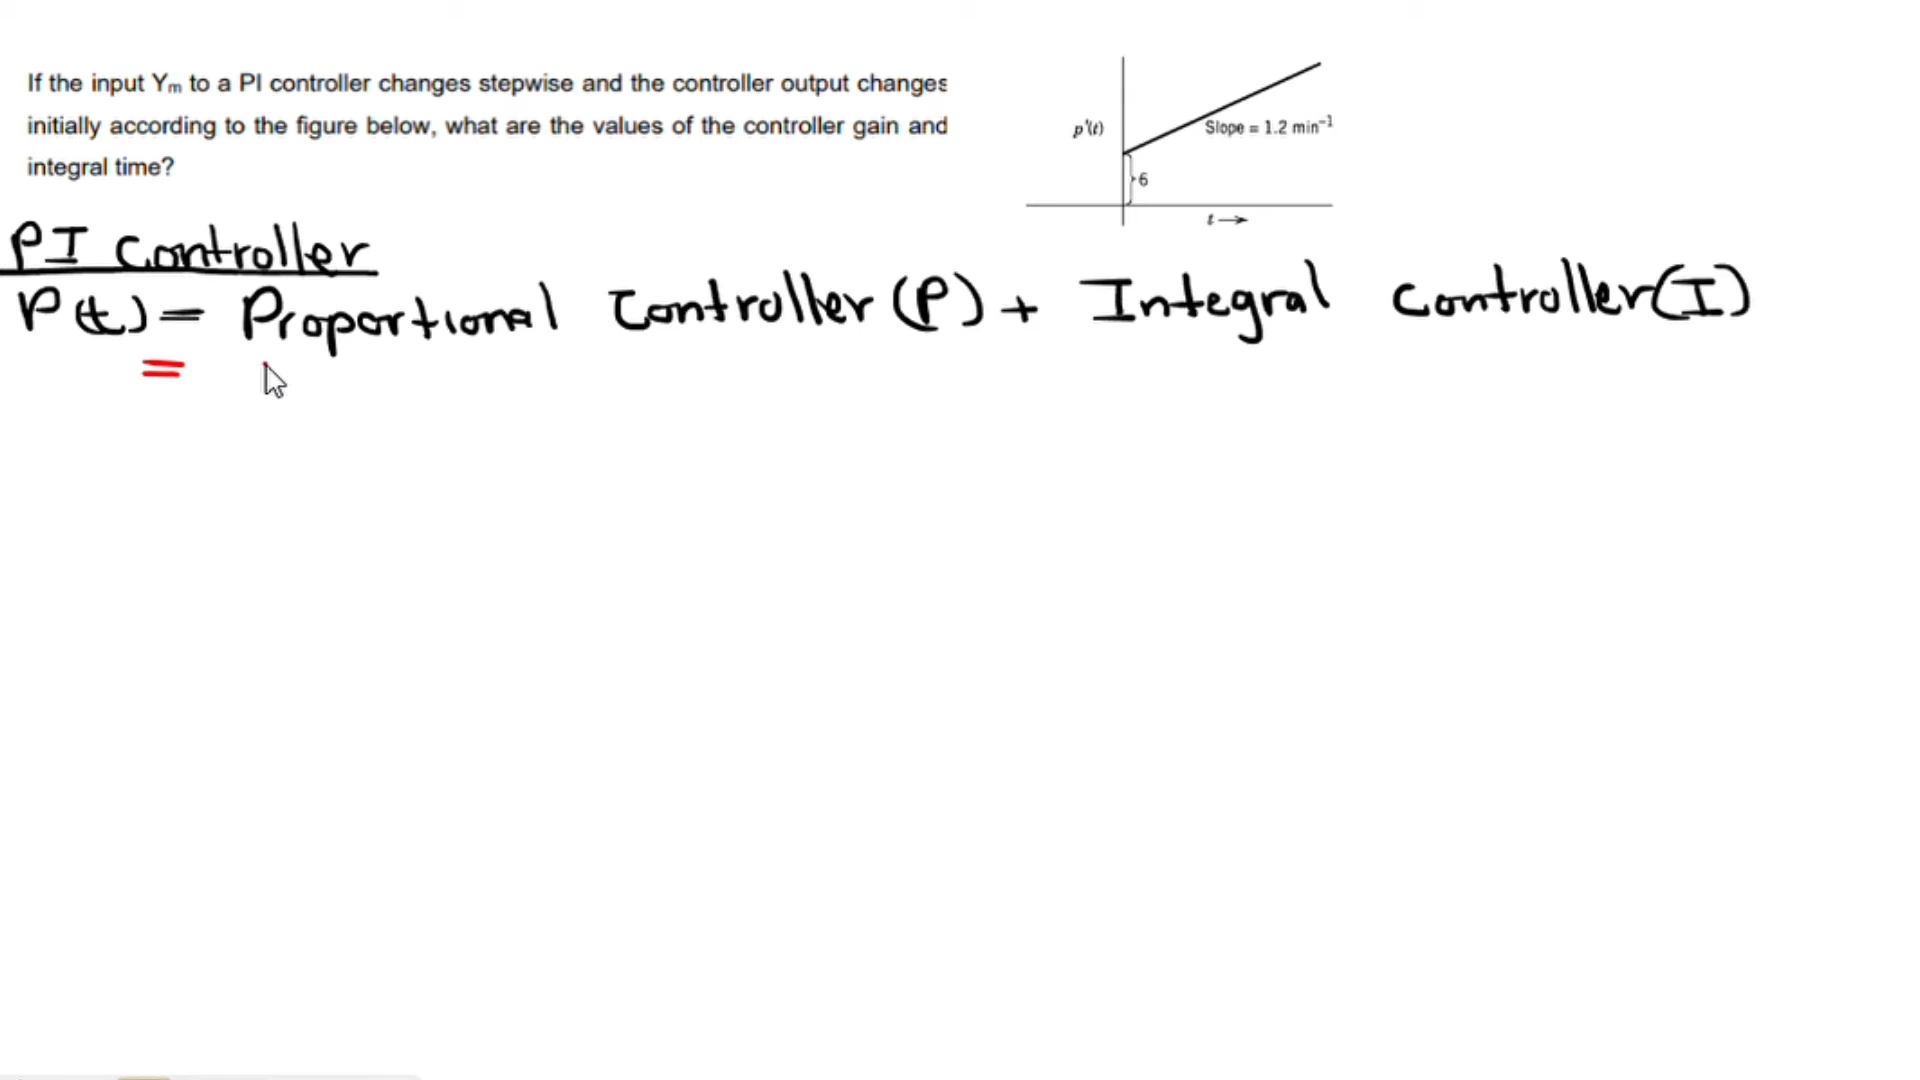 If the input Ym to a PI controller changes stepwise and the controller output changes
initially according to the figure below, what are the values of the controller gain and
integral time?
p'(t)
Slope = 1.2 min⁻¹
6
t →
PI Controller
P(t) = Proportional Controller (P) + Integral Controller (I)
=